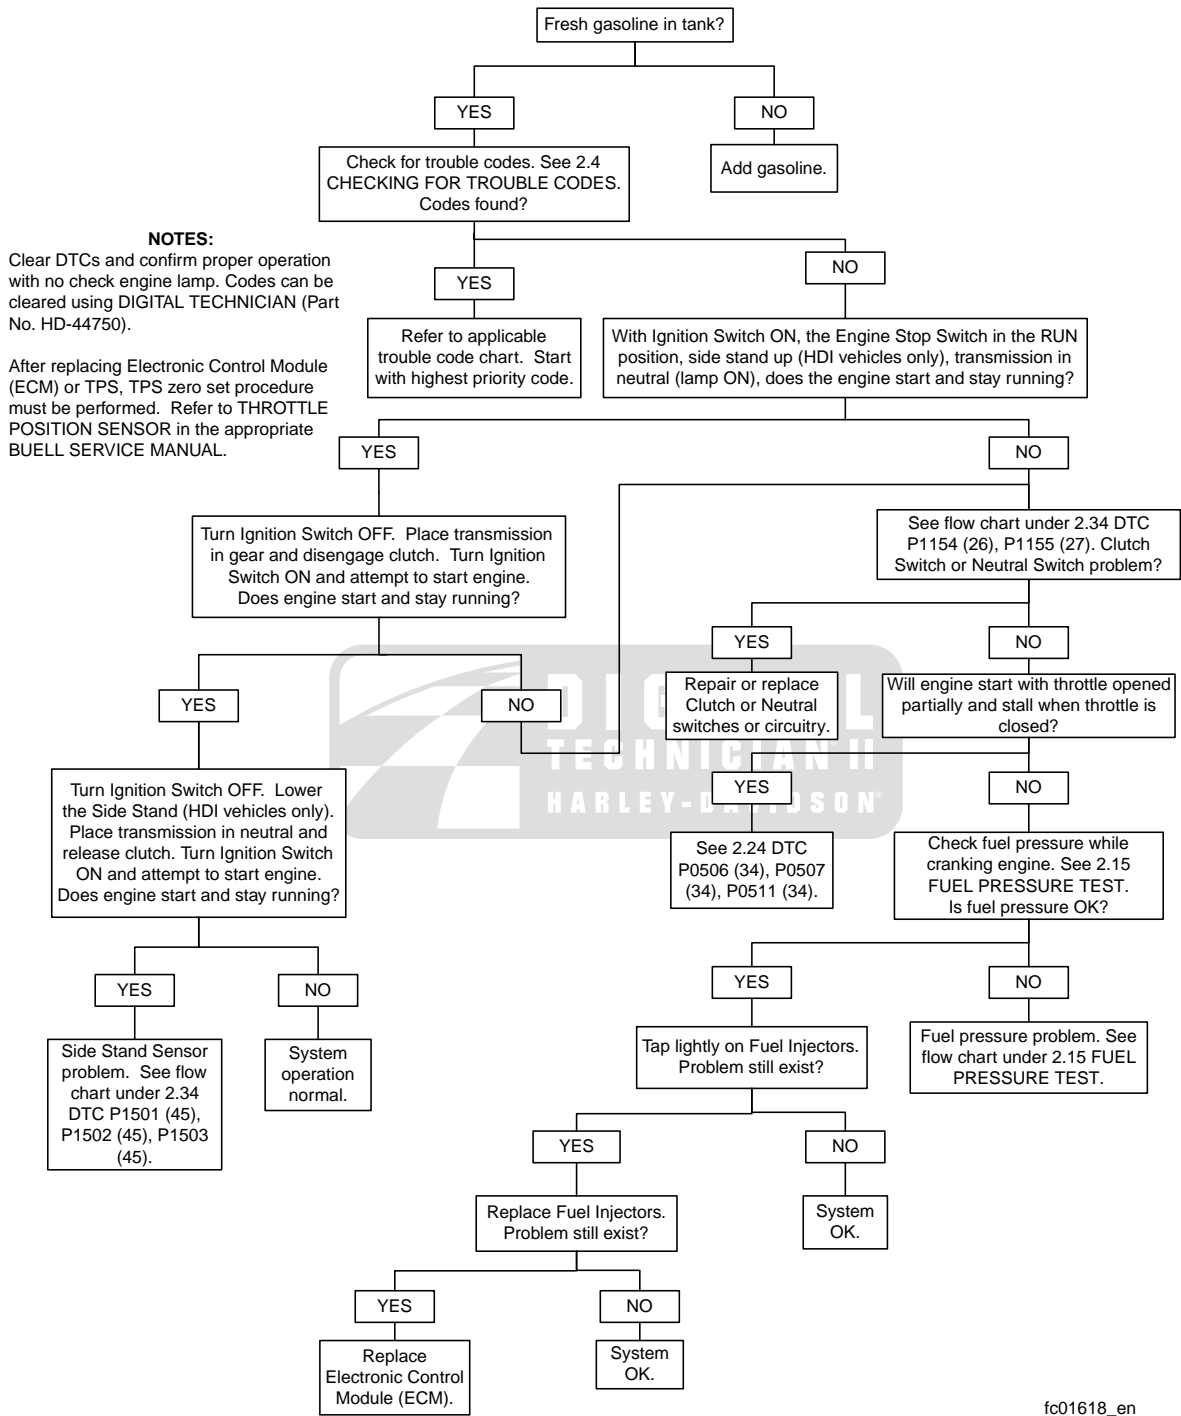 Fresh gasoline in tank?
YES
NO
Check for trouble codes. See 2.4
CHECKING FOR TROUBLE CODES.
Codes found?
Add gasoline.
NOTES:
Clear DTCs and confirm proper operation
with no check engine lamp. Codes can be
cleared using DIGITAL TECHNICIAN (Part
No. HD-44750).
After replacing Electronic Control Module
(ECM) or TPS, TPS zero set procedure
must be performed. Refer to THROTTLE
POSITION SENSOR in the appropriate
BUELL SERVICE MANUAL.
YES
NO
Refer to applicable
trouble code chart. Start
with highest priority code.
With Ignition Switch ON, the Engine Stop Switch in the RUN
position, side stand up (HDI vehicles only), transmission in
neutral (lamp ON), does the engine start and stay running?
YES
NO
Turn Ignition Switch OFF. Place transmission
in gear and disengage clutch. Turn Ignition
Switch ON and attempt to start engine.
Does engine start and stay running?
See flow chart under 2.34 DTC
P1154 (26), P1155 (27). Clutch
Switch or Neutral Switch problem?
YES
NO
YES
NO
Repair or replace
Clutch or Neutral
switches or circuitry.
Will engine start with throttle opened
partially and stall when throttle is
closed?
DIGITAL
TECHNICIAN II
HARLEY-DAVIDSON
YES
NO
Turn Ignition Switch OFF. Lower
the Side Stand (HDI vehicles only).
Place transmission in neutral and
release clutch. Turn Ignition Switch
ON and attempt to start engine.
Does engine start and stay running?
See 2.24 DTC
P0506 (34), P0507
(34), P0511 (34).
Check fuel pressure while
cranking engine. See 2.15
FUEL PRESSURE TEST.
Is fuel pressure OK?
YES
NO
YES
NO
Side Stand Sensor
problem. See flow
chart under 2.34
DTC P1501 (45),
P1502 (45), P1503
(45).
System
operation
normal.
Tap lightly on Fuel Injectors.
Problem still exist?
Fuel pressure problem. See
flow chart under 2.15 FUEL
PRESSURE TEST.
YES
NO
Replace Fuel Injectors.
Problem still exist?
System
OK.
YES
NO
Replace
Electronic Control
Module (ECM).
System
OK.
fc01618_en